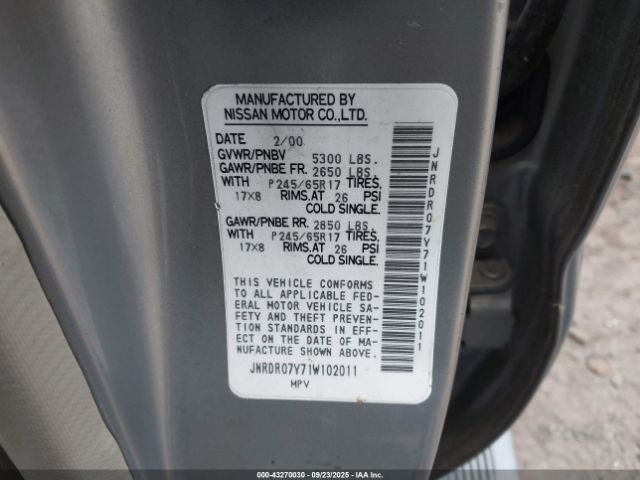 MANUFACTURED BY
NISSAN MOTOR CO.,LTD.
DATE 2/00
GVWR/PNBV 5300 LBS.
GAWR/PNBE FR. 2650 LBS.
WITH P245/65R17 TIRES,
17X8 RIMS.AT 26 PSI
COLD SINGLE.
GAWR/PNBE RR. 2850 LBS.
WITH P245/65R17 TIRES,
17X8 RIMS.AT 26 PSI
COLD SINGLE.
THIS VEHICLE CONFORMS
TO ALL APPLICABLE FED-
ERAL MOTOR VEHICLE SA-
FETY AND THEFT PREVEN-
TION STANDARDS IN EFF-
ECT ON THE DATE OF MA-
NUFACTURE SHOWN ABOVE.
JNRDR07Y71W102011
MPV
JNRDR07Y71W102011
Copart 43270030 - 09/23/2025 - © IAA, Inc.